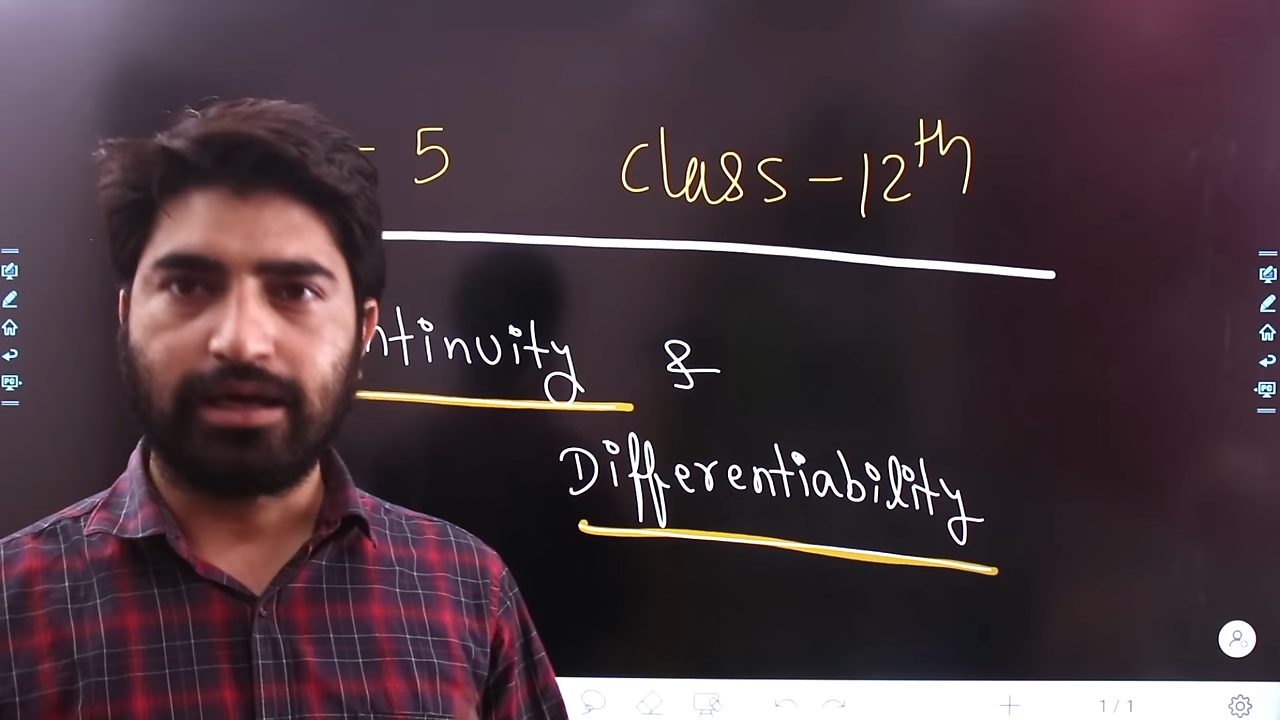 - 5 Class - 12th
ntinuity &
Differentiability
1 / 1